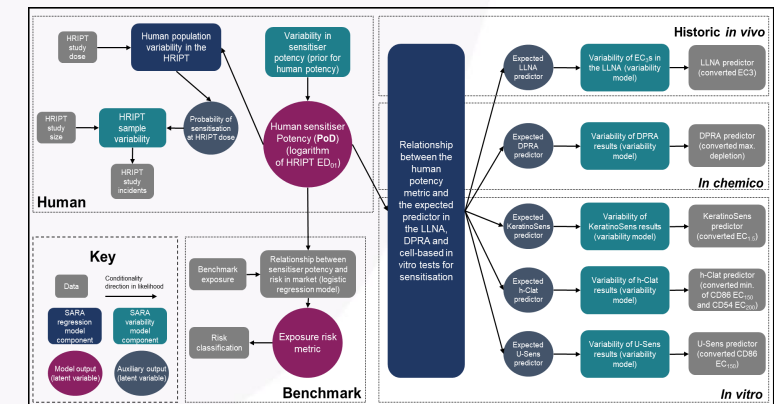 HRIPT
study
dose
Human population
variability in the
HRIPT
Variability in
sensitiser
potency (prior for
human potency)
HRIPT
study
size
HRIPT
sample
variability
Probability of
sensitisation
at HRIPT dose
Human sensitiser
Potency (PoD)
(logarithm
of HRIPT ED01)
HRIPT
study
incidents
Human
Key
Data
Conditionality
direction in likelihood
SARA
regression
model
component
SARA
variability
model
component
Model output
(latent variable)
Auxiliary output
(latent variable)
Benchmark
exposure
Relationship between
sensitiser potency and
risk in market (logistic
regression model)
Risk
classification
Exposure risk
metric
Benchmark
Relationship
between the
human
potency
metric and
the expected
predictor in
the LLNA,
DPRA and
cell-based in
vitro tests for
sensitisation
Historic in vivo
Expected
LLNA
predictor
Variability of EC3s in
the LLNA (variability
model)
LLNA predictor
(converted EC3)
Expected
DPRA
predictor
Variability of DPRA
results (variability
model)
DPRA predictor
(converted max.
depletion)
In chemico
Expected
KeratinoSens
predictor
Variability of
KeratinoSens results
(variability model)
KeratinoSens
predictor
(converted EC1.5)
Expected
h-Clat
predictor
Variability of h-Clat
results (variability
model)
h-Clat predictor
(converted min.
of CD86 EC150
and CD54 EC200)
Expected
U-Sens
predictor
Variability of U-Sens
results (variability
model)
U-Sens predictor
(converted CD86
EC150)
In vitro